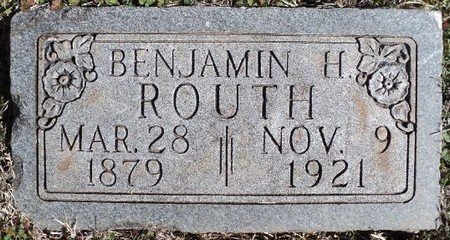 BENJAMIN H.
ROUTH
MAR. 28 NOV. 9
1879 1921